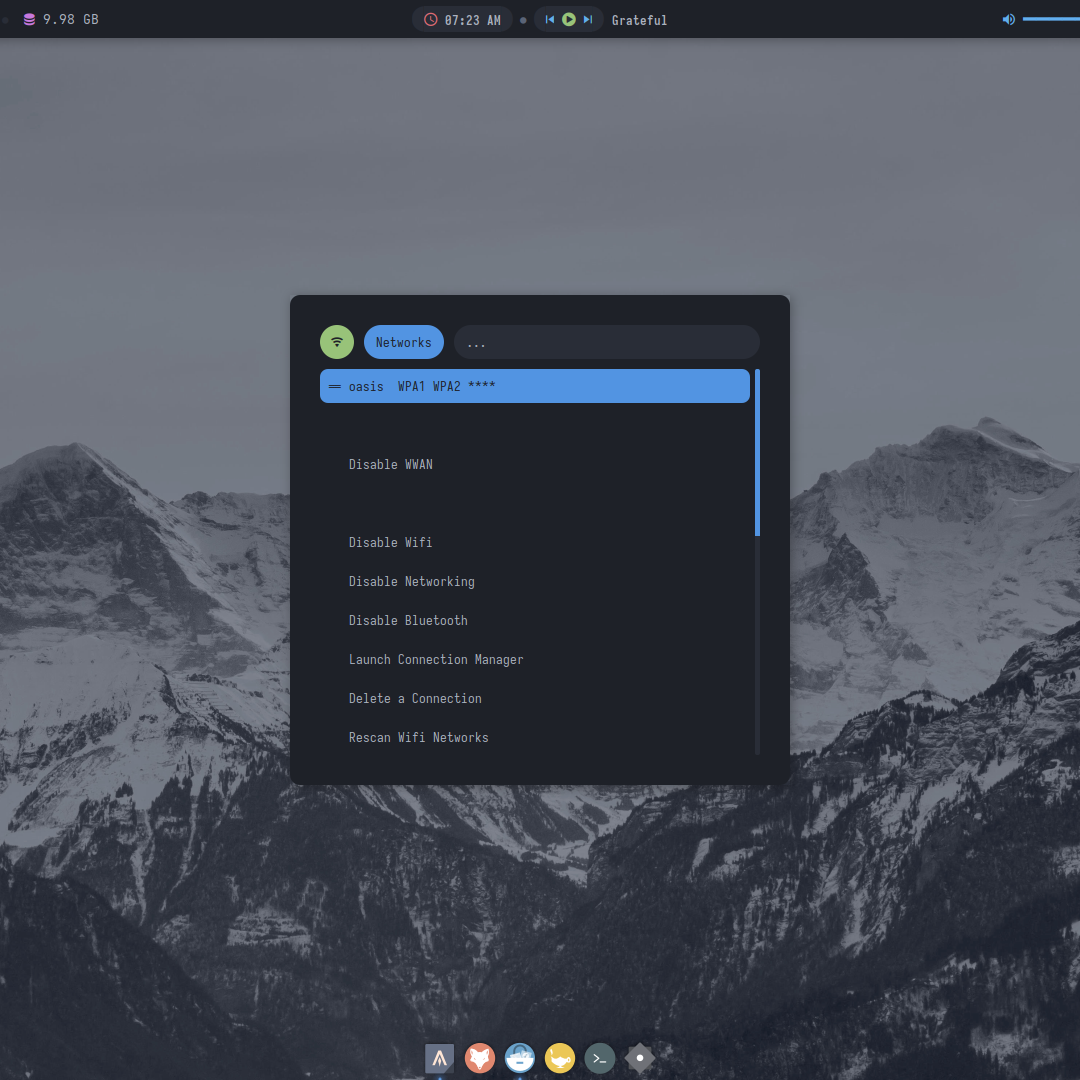 9.98 GB
07:23 AM
Grateful
Networks
...
oasis WPA1 WPA2 ****
Disable WWAN
Disable Wifi
Disable Networking
Disable Bluetooth
Launch Connection Manager
Delete a Connection
Rescan Wifi Networks